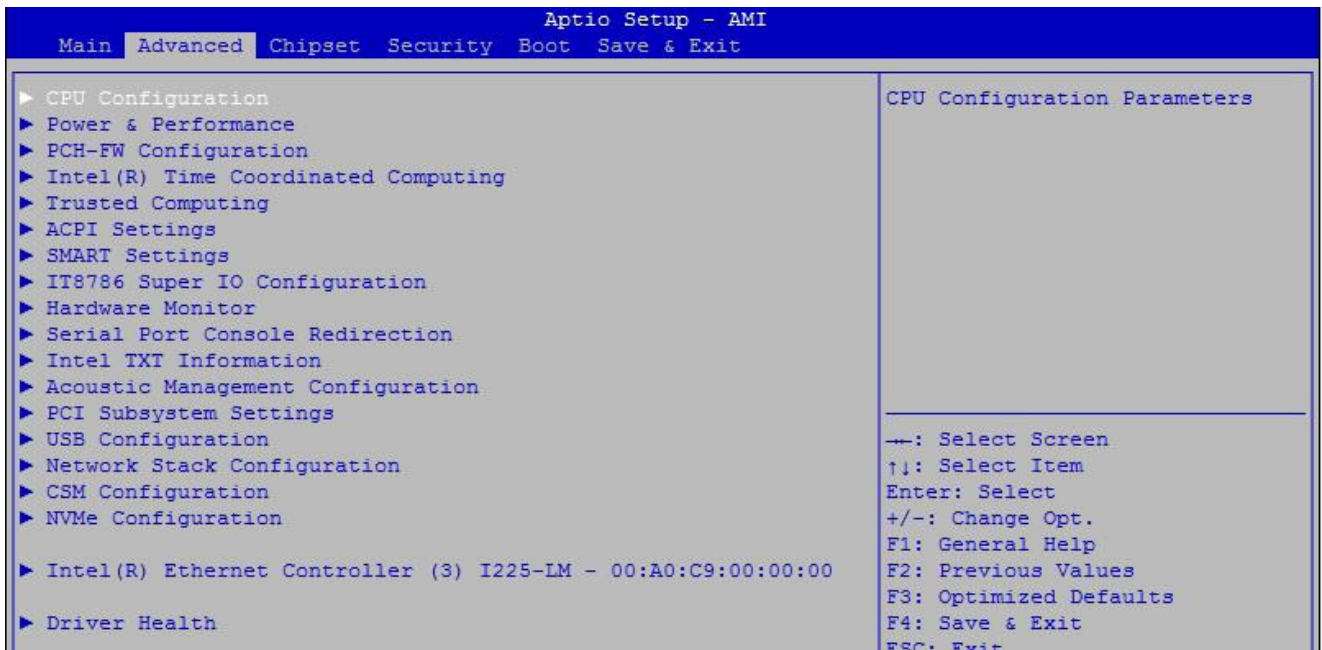 Aptio Setup - AMI
Main Advanced Chipset Security Boot Save & Exit
► CPU Configuration
► Power & Performance
► PCH-FW Configuration
► Intel(R) Time Coordinated Computing
► Trusted Computing
► ACPI Settings
► SMART Settings
► IT8786 Super IO Configuration
► Hardware Monitor
► Serial Port Console Redirection
► Intel TXT Information
► Acoustic Management Configuration
► PCI Subsystem Settings
► USB Configuration
► Network Stack Configuration
► CSM Configuration
► NVMe Configuration
► Intel(R) Ethernet Controller (3) I225-LM - 00:A0:C9:00:00:00
► Driver Health
CPU Configuration Parameters
→←: Select Screen
↑↓: Select Item
Enter: Select
+/-: Change Opt.
F1: General Help
F2: Previous Values
F3: Optimized Defaults
F4: Save & Exit
ESC: Exit